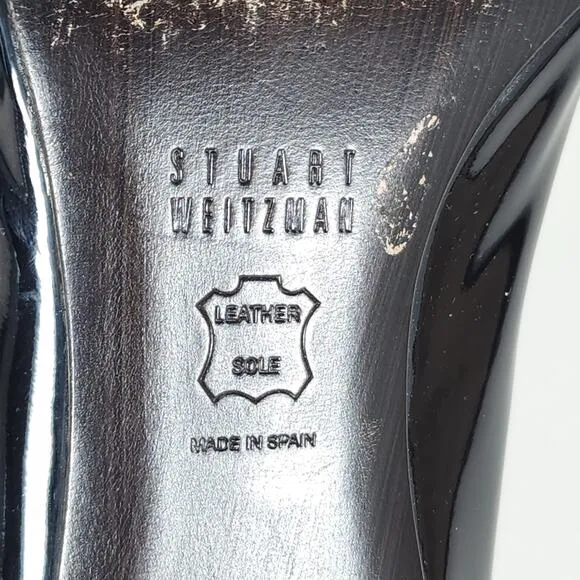 STUART
WEITZMAN
LEATHER
SOLE
MADE IN SPAIN